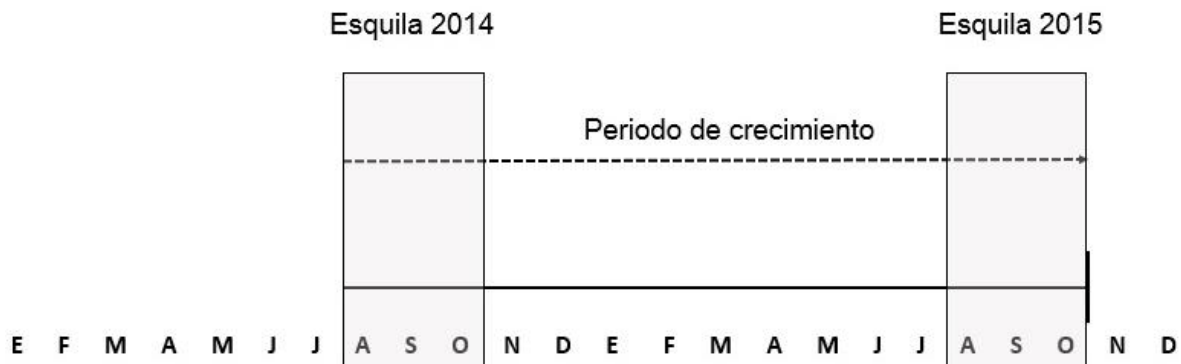 Esquila 2014 Esquila 2015
Periodo de crecimiento
E F M A M J J A S O N D E F M A M J J A S O N D